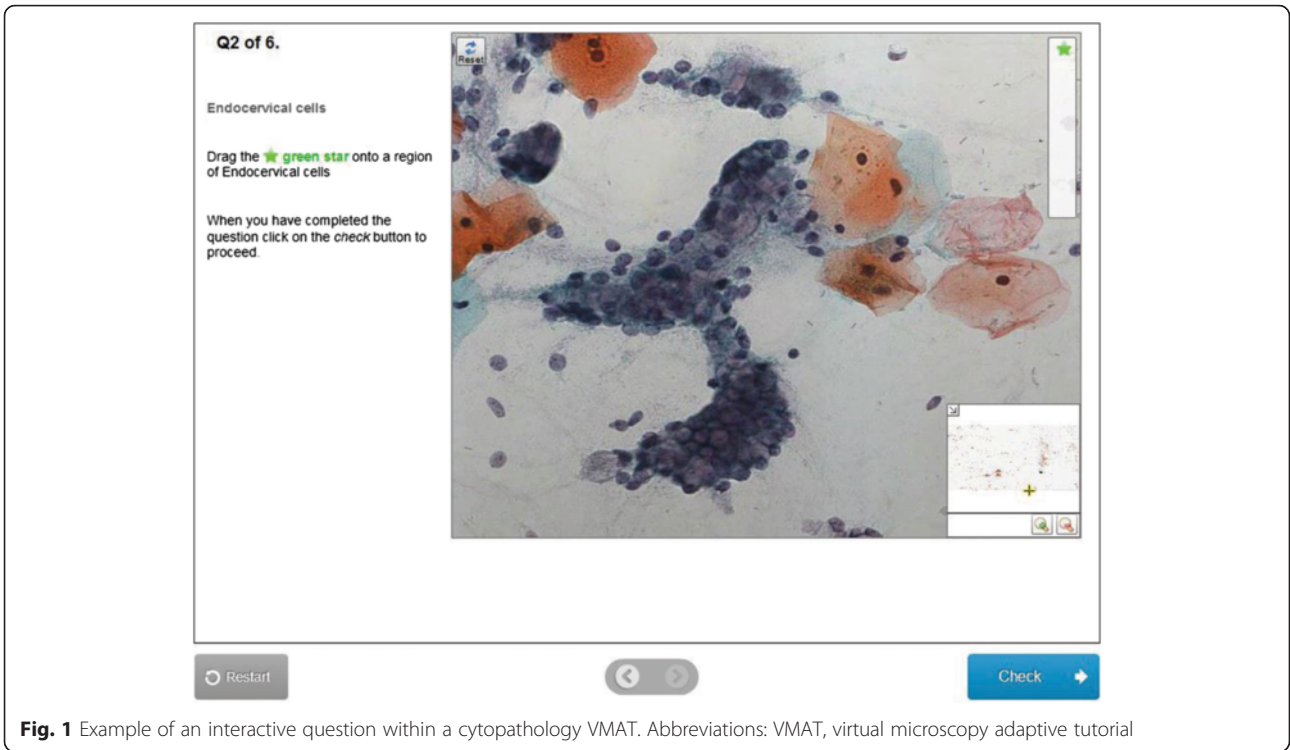 Q2 of 6.
Endocervical cells
Drag the green star onto a region
of Endocervical cells
When you have completed the
question click on the check button to
proceed.
Reset
Restart
Check
Fig. 1 Example of an interactive question within a cytopathology VMAT. Abbreviations: VMAT, virtual microscopy adaptive tutorial